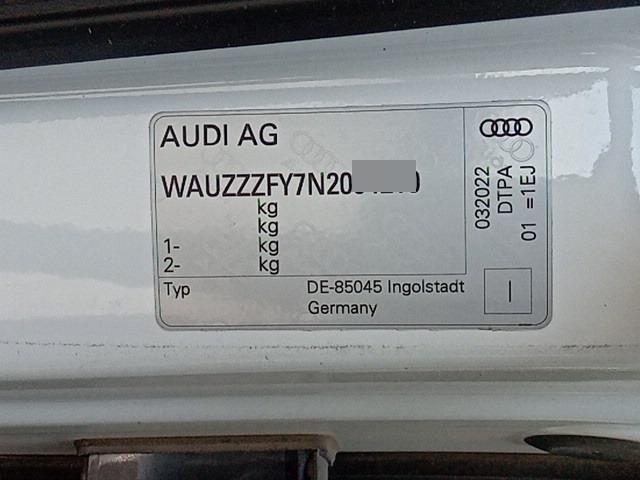 AUDI AG
WAUZZZFY7N20
kg
kg
1- kg
2- kg
Typ DE-85045 Ingolstadt
Germany
032022
DTPA
01 =1EJ
I